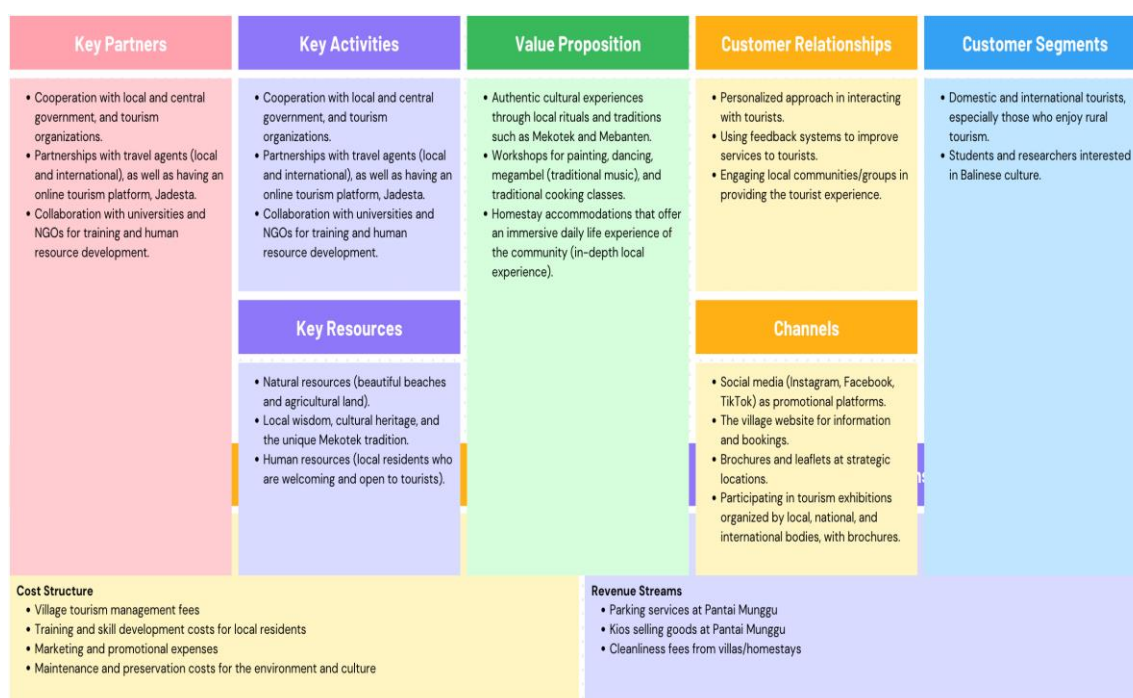 Key Partners
• Cooperation with local and central
government, and tourism
organizations.
• Partnerships with travel agents (local
and international), as well as having an
online tourism platform, Jadesta.
• Collaboration with universities and
NGOs for training and human
resource development.
Key Activities
• Cooperation with local and central
government, and tourism
organizations.
• Partnerships with travel agents (local
and international), as well as having an
online tourism platform, Jadesta.
• Collaboration with universities and
NGOs for training and human
resource development.
Key Resources
• Natural resources (beautiful beaches
and agricultural land).
• Local wisdom, cultural heritage, and
the unique Mekotek tradition.
• Human resources (local residents who
are welcoming and open to tourists).
Value Proposition
• Authentic cultural experiences
through local rituals and traditions
such as Mekotek and Mebanten.
• Workshops for painting, dancing,
megambel (traditional music), and
traditional cooking classes.
• Homestay accommodations that offer
an immersive daily life experience of
the community (in-depth local
experience).
Customer Relationships
• Personalized approach in interacting
with tourists.
• Using feedback systems to improve
services to tourists.
• Engaging local communities/groups in
providing the tourist experience.
Channels
• Social media (Instagram, Facebook,
TikTok) as promotional platforms.
• The village website for information
and bookings.
• Brochures and leaflets at strategic
locations.
• Participating in tourism exhibitions
organized by local, national, and
international bodies, with brochures.
Customer Segments
• Domestic and international tourists,
especially those who enjoy rural
tourism.
• Students and researchers interested
in Balinese culture.
Cost Structure
• Village tourism management fees
• Training and skill development costs for local residents
• Marketing and promotional expenses
• Maintenance and preservation costs for the environment and culture
Revenue Streams
• Parking services at Pantai Munggu
• Kios selling goods at Pantai Munggu
• Cleanliness fees from villas/homestays